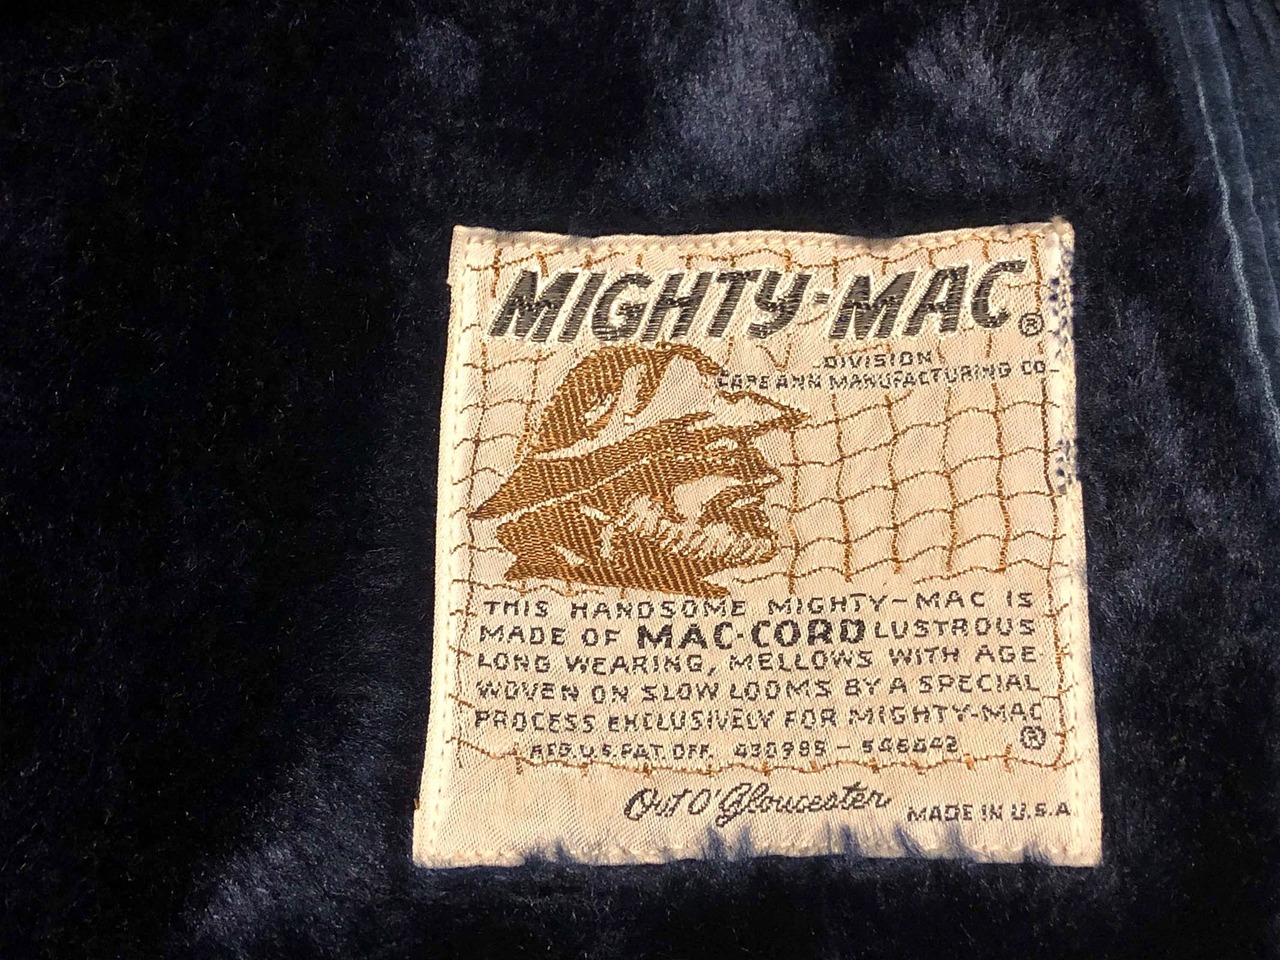 MIGHTY-MAC®
DIVISION
CAPE ANN MANUFACTURING CO.
THIS HANDSOME MIGHTY-MAC IS
MADE OF MAC-CORD LUSTROUS
LONG WEARING, MELLOWS WITH AGE
WOVEN ON SLOW LOOMS BY A SPECIAL
PROCESS EXCLUSIVELY FOR MIGHTY-MAC
®
REG. U.S. PAT. OFF. 430989 - 546642
Out O' Gloucester MADE IN U.S.A